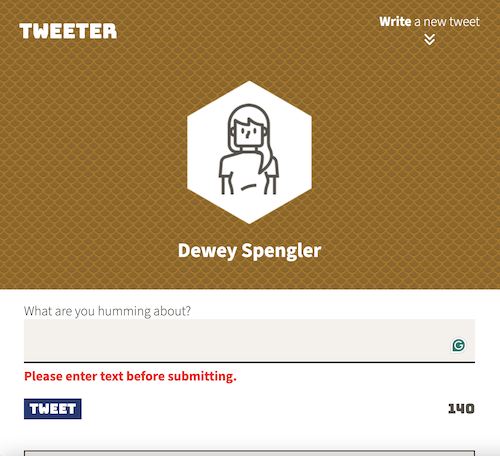 TWEETER
Write a new tweet
Dewey Spengler
What are you humming about?
Please enter text before submitting.
TWEET
140